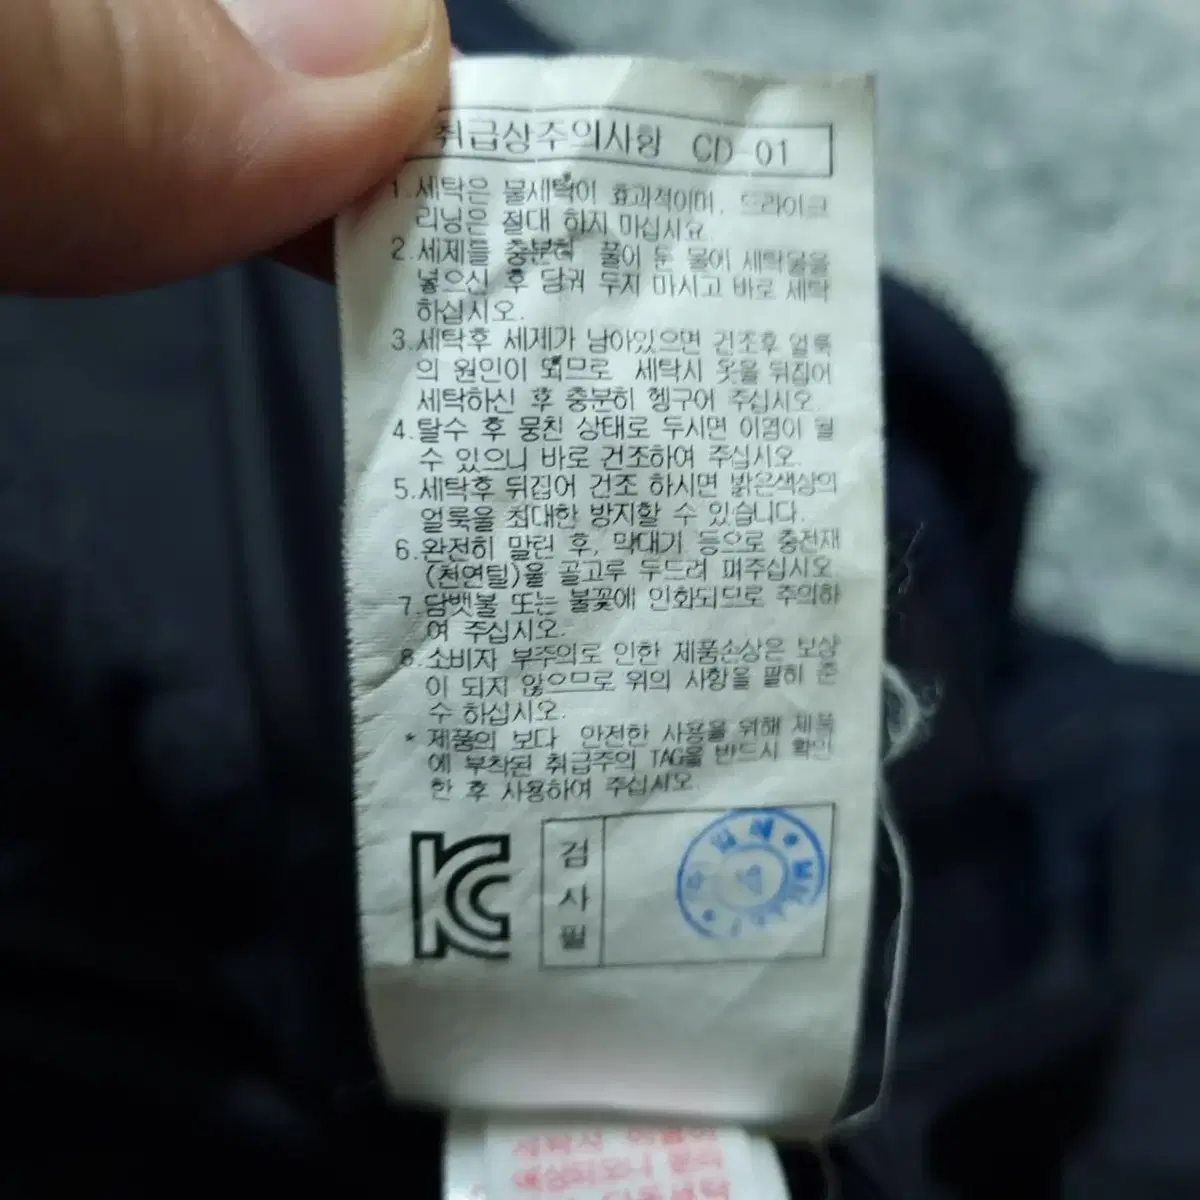 취급상주의사항 CD-01
1.세탁은 물세탁이 효과적이며, 드라이크
리닝은 절대 하지 마십시요
2.세제를 충분히 풀어 둔 물에 세탁물을
넣으신 후 담궈 두지 마시고 바로 세탁
하십시오.
3.세탁후 세제가 남아있으면 건조후 얼룩
의 원인이 되므로 세탁시 옷을 뒤집어
세탁하신 후 충분히 헹구어 주십시오.
4.탈수 후 뭉친 상태로 두시면 이염이 될
수 있으니 바로 건조하여 주십시오.
5.세탁후 뒤집어 건조 하시면 밝은색상의
얼룩을 최대한 방지할 수 있습니다.
6.완전히 말린 후, 막대기 등으로 충전재
(천연털)을 골고루 두드려 펴주십시오
7.담뱃불 또는 불꽃에 인화되므로 주의하
여 주십시오.
8.소비자 부주의로 인한 제품손상은 보상
이 되지 않으므로 위의 사항을 필히 준
수 하십시오.
* 제품의 보다 안전한 사용을 위해 제품
에 부착된 취급주의 TAG을 반드시 확인
한 후 사용하여 주십시오.
KC
검
사
필